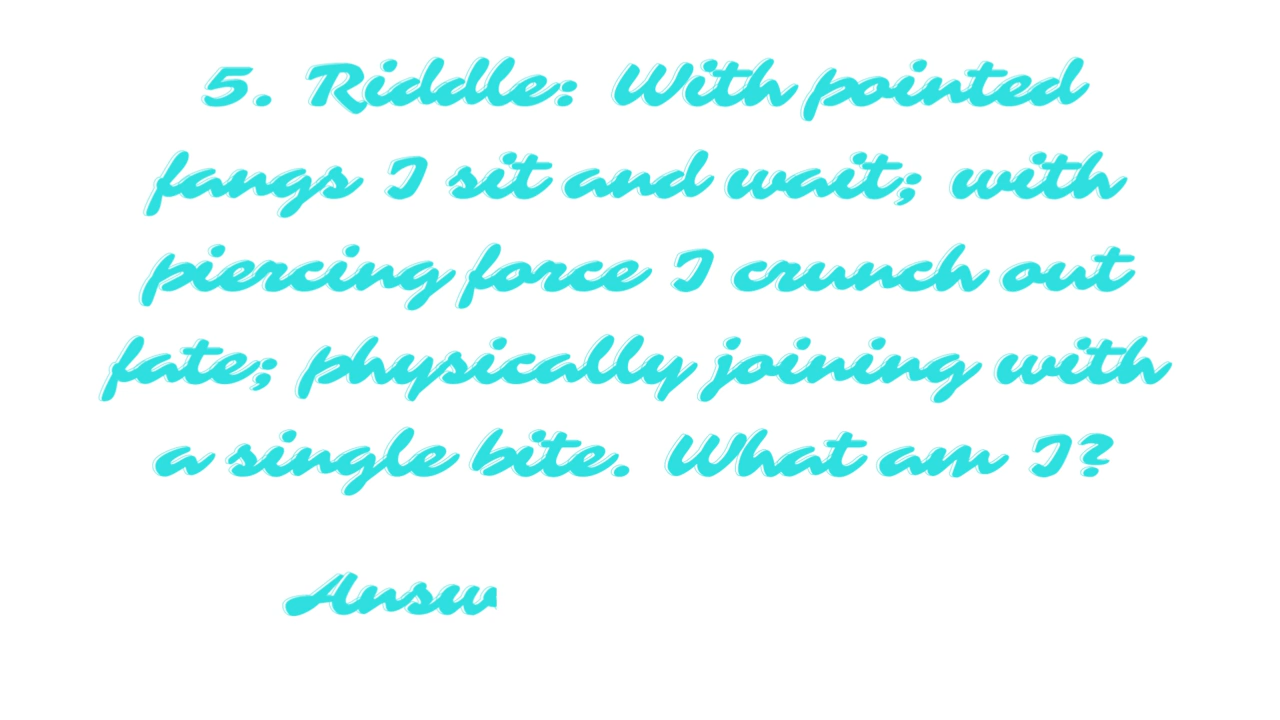 5. Riddle: With pointed
fangs I sit and wait; with
piercing force I crunch out
fate; physically joining with
a single bite. What am I?
Answ